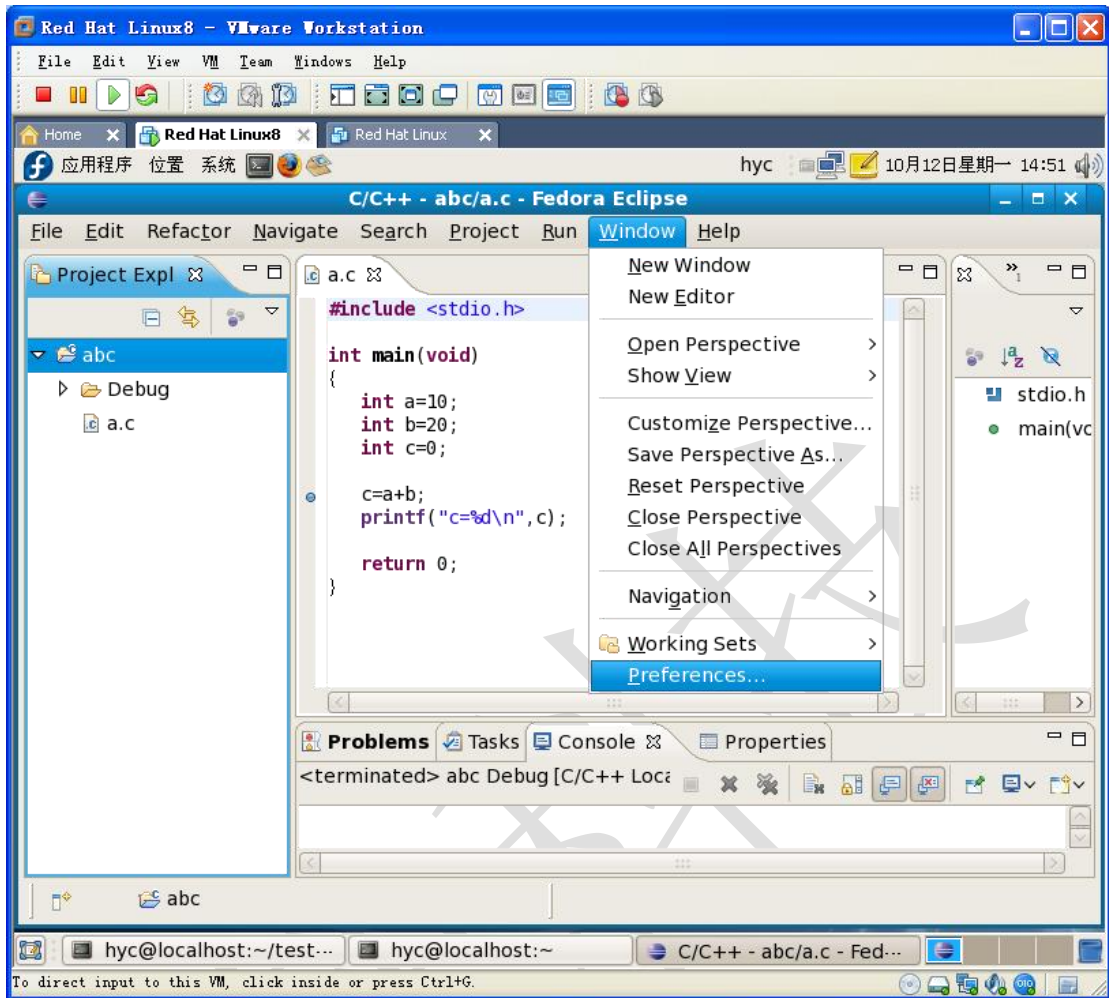 Red Hat Linux8 - VMware Workstation
File Edit View VM Team Windows Help
Home Red Hat Linux8 Red Hat Linux
应用程序 位置 系统 hyc 10月12日星期一 14:51
C/C++ - abc/a.c - Fedora Eclipse
File Edit Refactor Navigate Search Project Run Window Help
Project Expl
abc
Debug
a.c
a.c
#include <stdio.h>
int main(void)
{
int a=10;
int b=20;
int c=0;
c=a+b;
printf("c=%d\n",c);
return 0;
}
New Window
New Editor
Open Perspective
Show View
Customize Perspective...
Save Perspective As...
Reset Perspective
Close Perspective
Close All Perspectives
Navigation
Working Sets
Preferences...
stdio.h
main(vo
Problems Tasks Console Properties
<terminated> abc Debug [C/C++ Loca
abc
hyc@localhost:~/test... hyc@localhost:~ C/C++ - abc/a.c - Fed...
To direct input to this VM, click inside or press Ctrl+G.